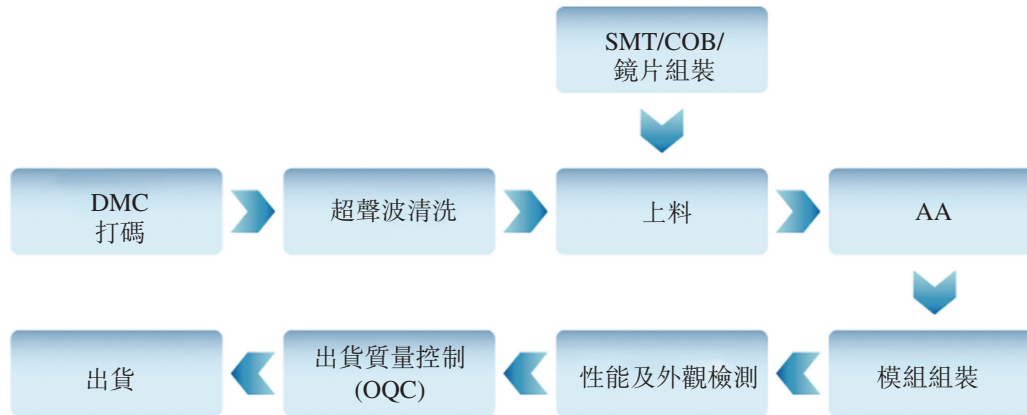 SMT/COB/
鏡片組裝
DMC
打碼
超聲波清洗
上料
AA
模組組裝
性能及外觀檢測
出貨質量控制
(OQC)
出貨